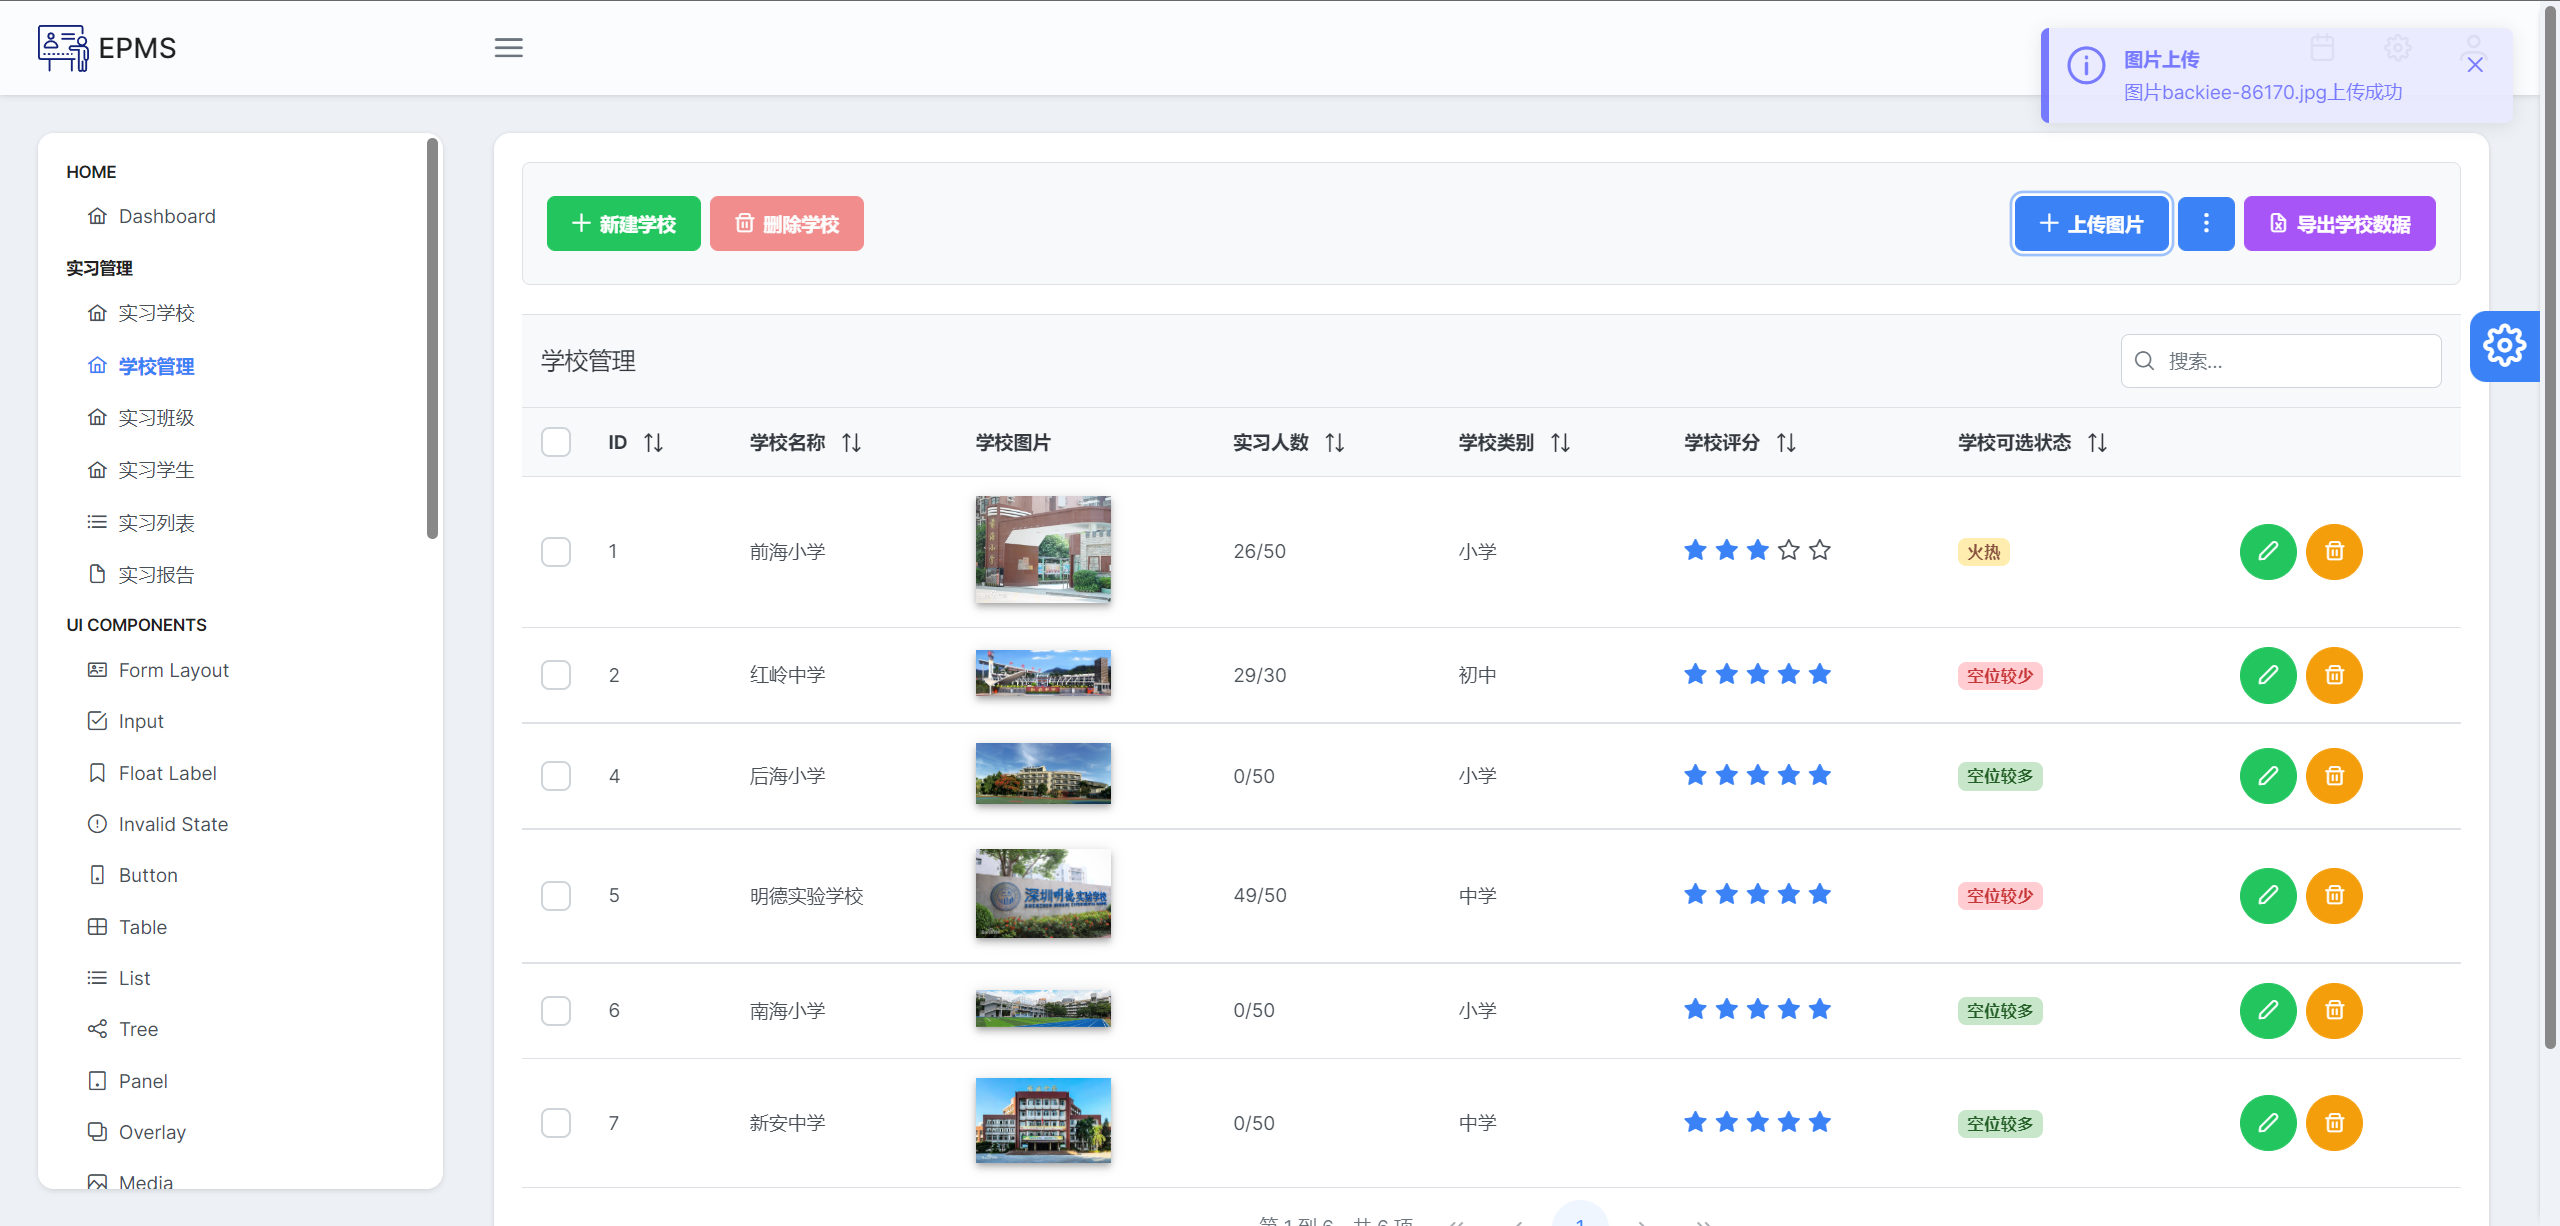 EPMS
图片上传
图片backiee-86170.jpg上传成功
HOME
Dashboard
实习管理
实习学校
学校管理
实习班级
实习学生
实习列表
实习报告
UI COMPONENTS
Form Layout
Input
Float Label
Invalid State
Button
Table
List
Tree
Panel
Overlay
Media
新建学校
删除学校
上传图片
导出学校数据
学校管理
搜索...
ID 学校名称 学校图片 实习人数 学校类别 学校评分 学校可选状态
1 前海小学 26/50 小学 火热
2 红岭中学 29/30 初中 空位较少
4 后海小学 0/50 小学 空位较多
5 明德实验学校 深圳明德实验学校 49/50 中学 空位较少
6 南海小学 0/50 小学 空位较多
7 新安中学 0/50 中学 空位较多
第 1 到 6 , 共 6 项 1